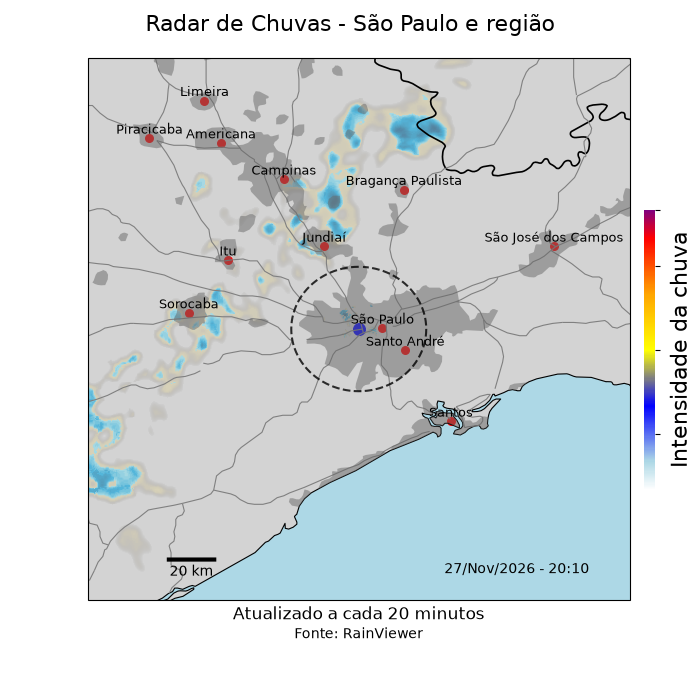 Radar de Chuvas - São Paulo e região
Limeira
Piracicaba
Americana
Campinas
Bragança Paulista
Jundiaí
São José dos Campos
Itu
Sorocaba
São Paulo
Santo André
Santos
Intensidade da chuva
20 km
27/Nov/2026 - 20:10
Atualizado a cada 20 minutos
Fonte: RainViewer